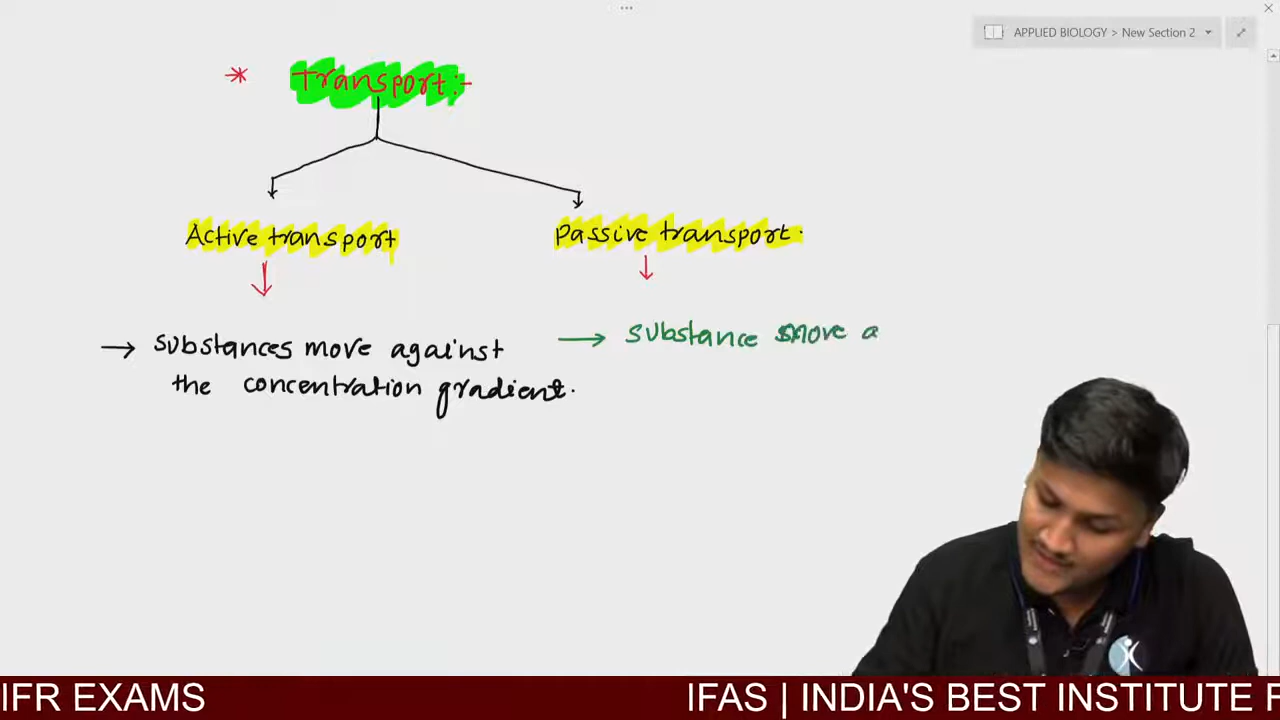 APPLIED BIOLOGY > New Section 2
* Transport:-
Active transport
Passive transport.
→ substances move against
the concentration gradient.
→ substance move a
IFR EXAMS
IFAS | INDIA'S BEST INSTITUTE F